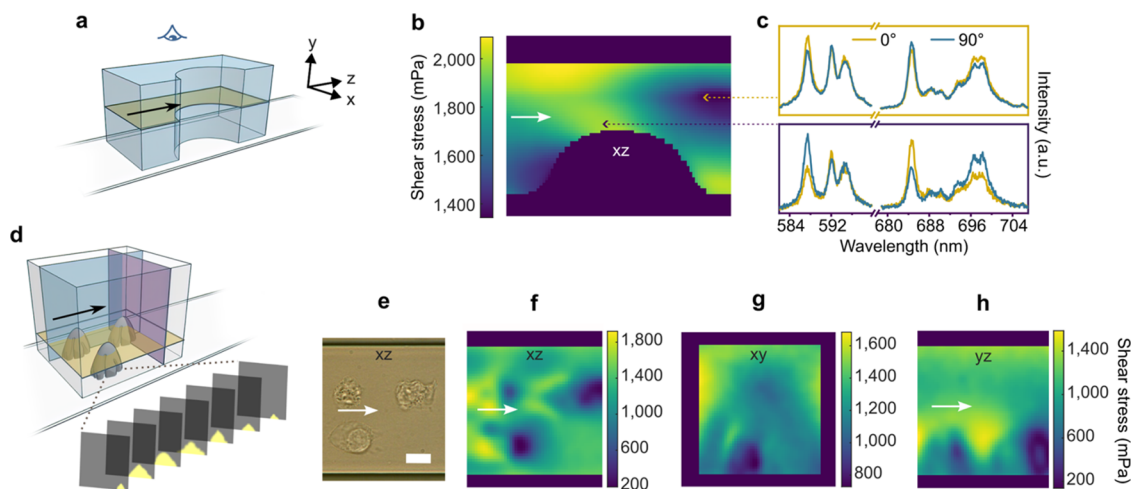 a
y
z
x
b
Shear stress (mPa)
2,000
1,800
1,600
1,400
xz
c
0° 90°
Intensity (a.u.)
584 592 680 688 696 704
Wavelength (nm)
d
e
xz
f
xz
1,800
1,400
1,000
600
200
g
xy
1,600
1,400
1,200
1,000
800
h
yz
1,400
1,000
600
200
Shear stress (mPa)